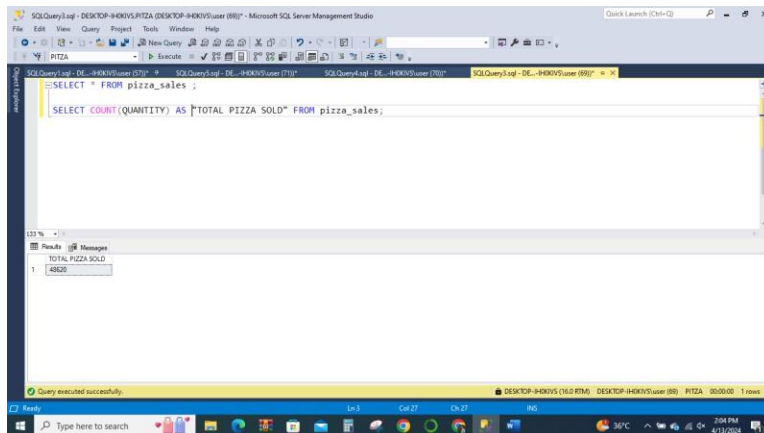 SQLQuery3.sql - DESKTOP-IH0KIVS.PITZA (DESKTOP-IH0KIVS\user (69))* - Microsoft SQL Server Management Studio
Quick Launch (Ctrl+Q)
File Edit View Query Project Tools Window Help
New Query
PITZA
Execute
Object Explorer
SQLQuery1.sql - DE...-IH0KIVS\user (57))*
SQLQuery5.sql - DE...-IH0KIVS\user (71))*
SQLQuery4.sql - DE...-IH0KIVS\user (70))*
SQLQuery3.sql - DE...-IH0KIVS\user (69))*
SELECT * FROM pizza_sales ;
SELECT COUNT(QUANTITY) AS "TOTAL PIZZA SOLD" FROM pizza_sales;
133 %
Results Messages
TOTAL PIZZA SOLD
1 48620
Query executed successfully.
DESKTOP-IH0KIVS (16.0 RTM) DESKTOP-IH0KIVS\user (69) PITZA 00:00:00 1 rows
Ready Ln 3 Col 27 Ch 27 INS
Type here to search
36°C
2:04 PM
4/13/2024